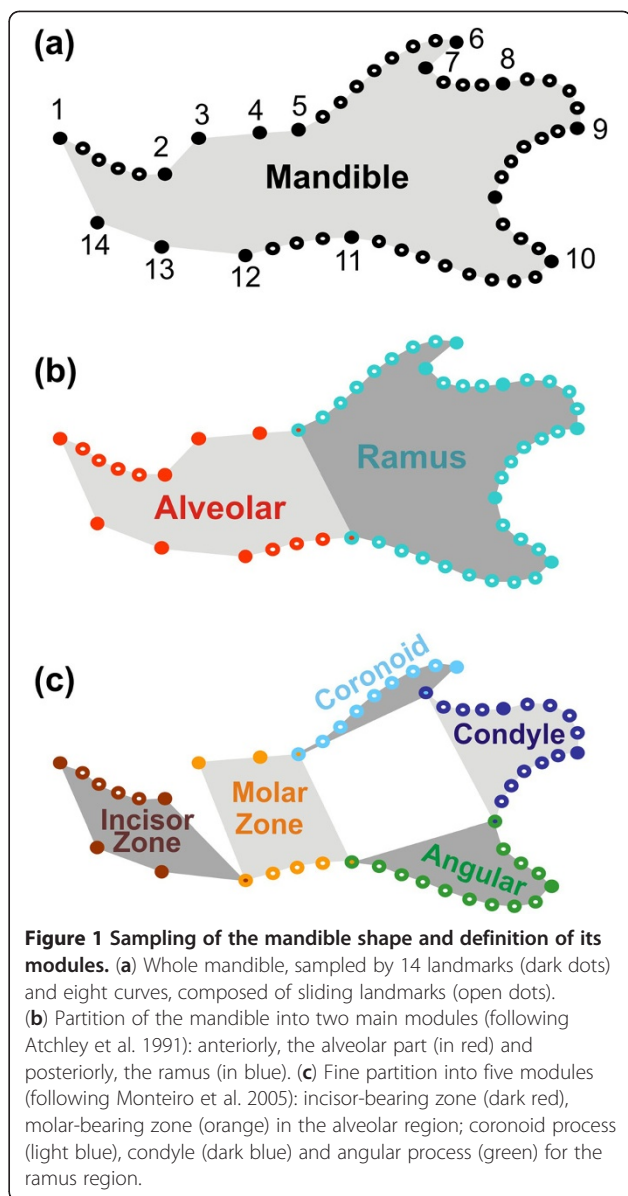 (a)
1
2
3
4
5
6
7
8
9
10
11
12
13
14
Mandible
(b)
Alveolar
Ramus
(c)
Coronoid
Condyle
Incisor
Zone
Molar
Zone
Angular
Figure 1 Sampling of the mandible shape and definition of its
modules. (a) Whole mandible, sampled by 14 landmarks (dark dots)
and eight curves, composed of sliding landmarks (open dots).
(b) Partition of the mandible into two main modules (following
Atchley et al. 1991): anteriorly, the alveolar part (in red) and
posteriorly, the ramus (in blue). (c) Fine partition into five modules
(following Monteiro et al. 2005): incisor-bearing zone (dark red),
molar-bearing zone (orange) in the alveolar region; coronoid process
(light blue), condyle (dark blue) and angular process (green) for the
ramus region.